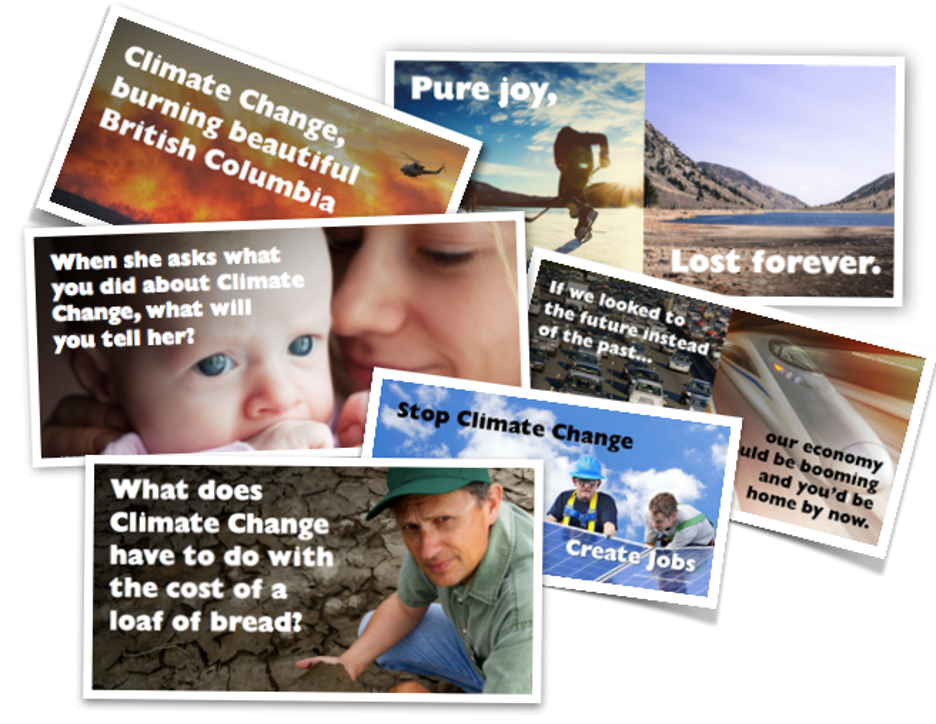 Climate Change,
burning beautiful
British Columbia
Pure joy,
Lost forever.
When she asks what
you did about Climate
Change, what will
you tell her?
If we looked to
the future instead
of the past...
our economy
uld be booming
and you'd be
home by now.
Stop Climate Change
Create Jobs
What does
Climate Change
have to do with
the cost of a
loaf of bread?